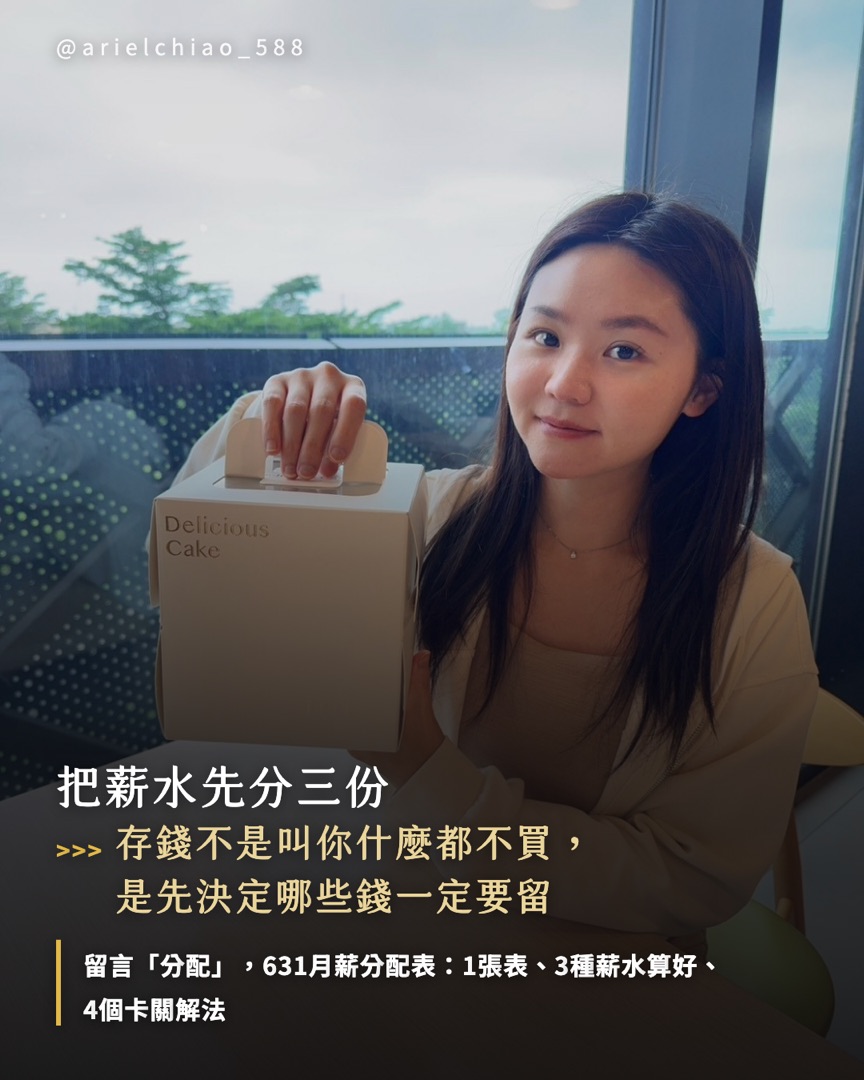 @arielchiao_588
Delicious
Cake
把薪水先分三份
>>> 存錢不是叫你什麼都不買，
是先決定哪些錢一定要留
留言「分配」，631月薪分配表：1張表、3種薪水算好、
4個卡關解法